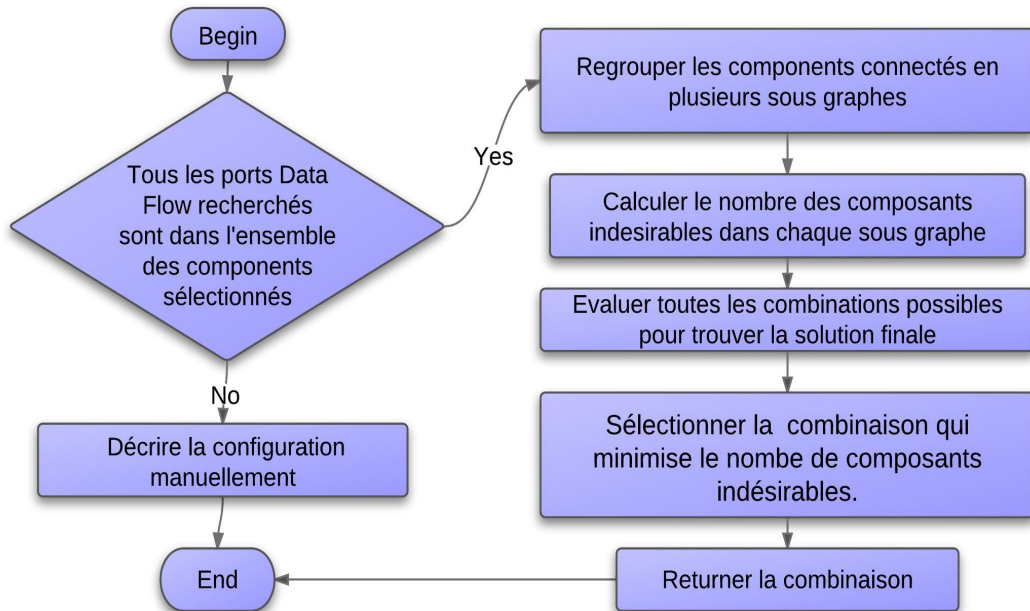 Begin
Tous les ports Data
Flow recherchés
sont dans l'ensemble
des components
sélectionnés
Yes
No
Décrire la configuration
manuellement
End
Regrouper les components connectés en
plusieurs sous graphes
Calculer le nombre des composants
indesirables dans chaque sous graphe
Evaluer toutes les combinations possibles
pour trouver la solution finale
Sélectionner la combinaison qui
minimise le nombe de composants
indésirables.
Returner la combinaison